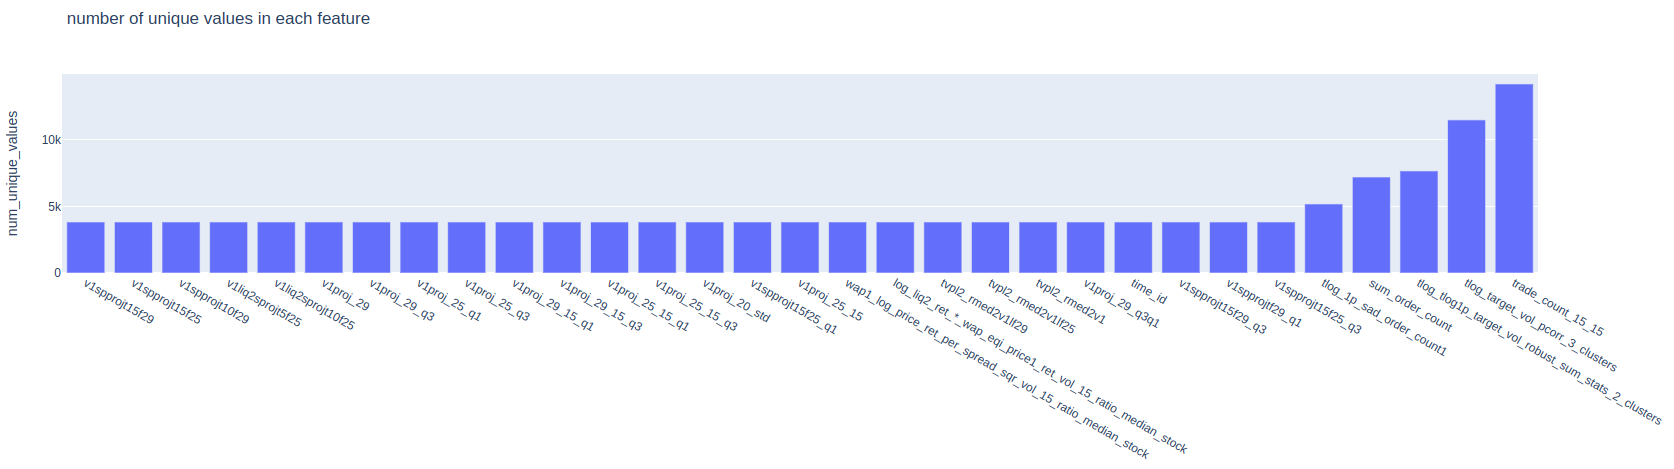 number of unique values in each feature
num_unique_values
10k
5k
0
v1spprojt15f29
v1spprojt15f25
v1spprojt10f29
v1liq2sprojt5f25
v1liq2sprojt10f25
v1proj_29
v1proj_29_q3
v1proj_25_q1
v1proj_25_q3
v1proj_29_15_q1
v1proj_29_15_q3
v1proj_25_15_q1
v1proj_25_15_q3
v1proj_20_std
v1spprojt15f25_q1
v1proj_25_15
wap1_log_price_ret_per_spread_sqr_vol_15_ratio_median_stock
log_liq2_ret_*_wap_eqi_price1_ret_vol_15_ratio_median_stock
tvpl2_rmed2v1lf29
tvpl2_rmed2v1lf25
tvpl2_rmed2v1
v1proj_29_q3q1
time_id
v1spprojt15f29_q3
v1spprojtf29_q1
v1spprojt15f25_q3
tlog_1p_sad_order_count1
sum_order_count
tlog_tlog1p_target_vol_robust_sum_stats_2_clusters
tlog_target_vol_pcorr_3_clusters
trade_count_15_15